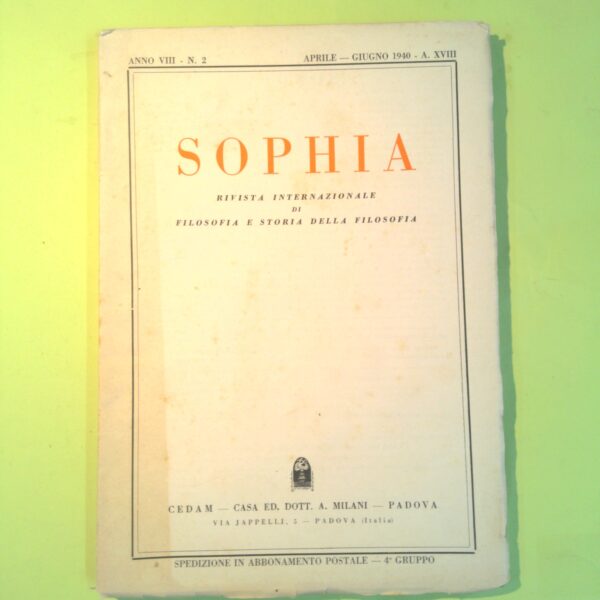 ANNO VIII - N. 2 APRILE — GIUGNO 1940 - A. XVIII
SOPHIA
RIVISTA INTERNAZIONALE
DI
FILOSOFIA E STORIA DELLA FILOSOFIA
CEDAM — CASA ED. DOTT. A. MILANI — PADOVA
VIA JAPPELLI, 5 — PADOVA (Italia)
SPEDIZIONE IN ABBONAMENTO POSTALE — 4º GRUPPO